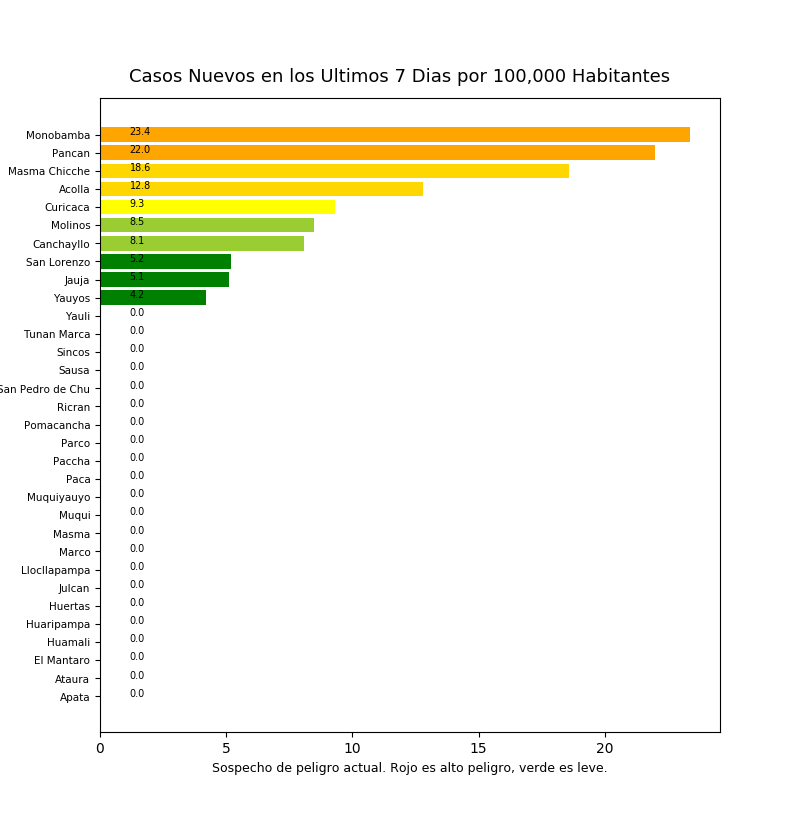 Casos Nuevos en los Ultimos 7 Dias por 100,000 Habitantes
Monobamba 23.4
Pancan 22.0
Masma Chicche 18.6
Acolla 12.8
Curicaca 9.3
Molinos 8.5
Canchayllo 8.1
San Lorenzo 5.2
Jauja 5.1
Yauyos 4.2
Yauli 0.0
Tunan Marca 0.0
Sincos 0.0
Sausa 0.0
San Pedro de Chu 0.0
Ricran 0.0
Pomacancha 0.0
Parco 0.0
Paccha 0.0
Paca 0.0
Muquiyauyo 0.0
Muqui 0.0
Masma 0.0
Marco 0.0
Llocllapampa 0.0
Julcan 0.0
Huertas 0.0
Huaripampa 0.0
Huamali 0.0
El Mantaro 0.0
Ataura 0.0
Apata 0.0
0 5 10 15 20
Sospecho de peligro actual. Rojo es alto peligro, verde es leve.